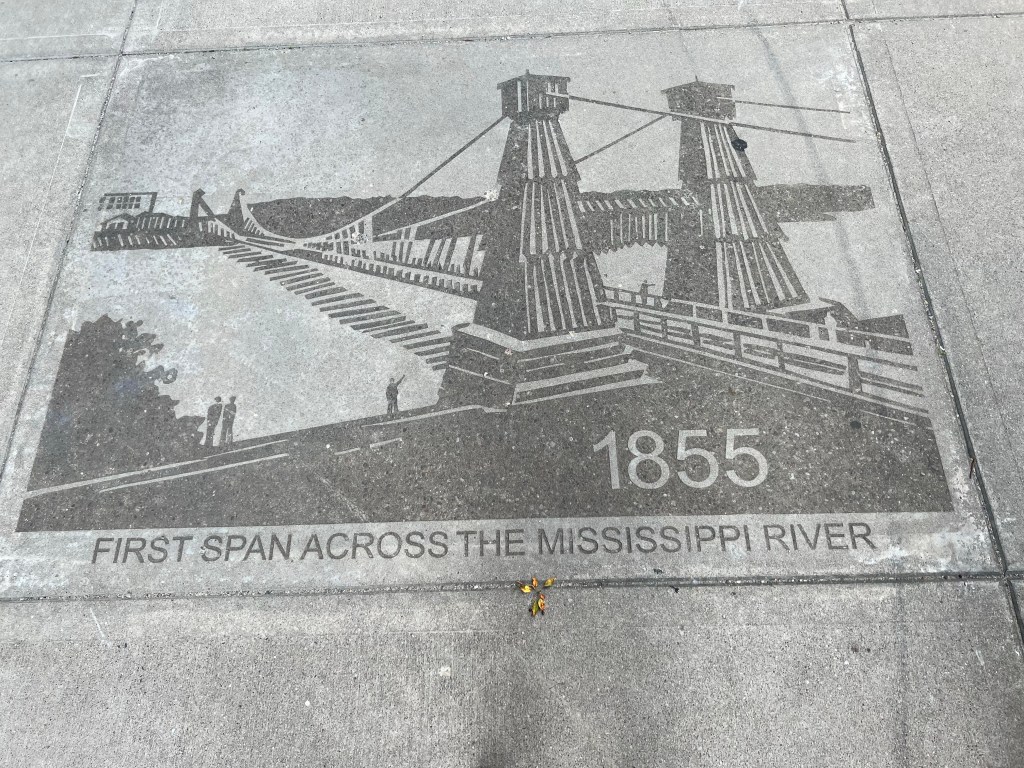 1855
FIRST SPAN ACROSS THE MISSISSIPPI RIVER